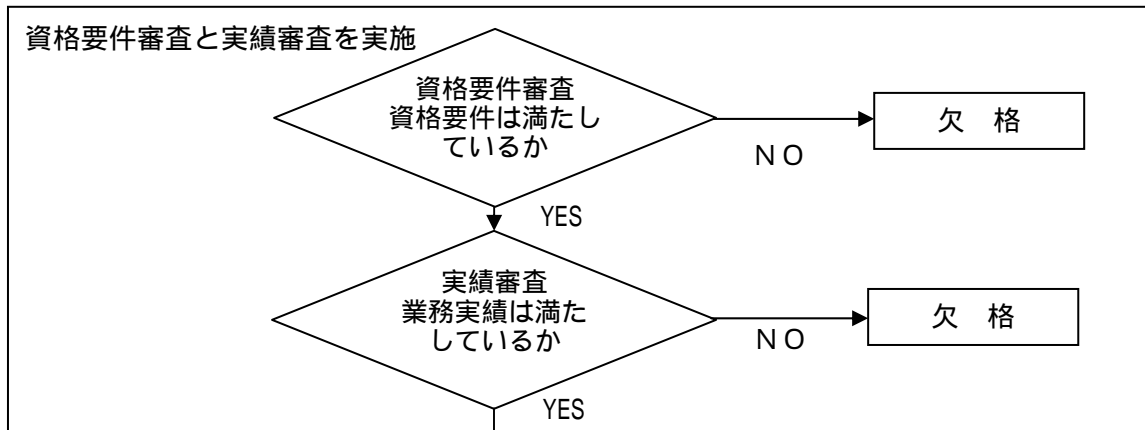 資格要件審査と実績審査を実施
資格要件審査
資格要件は満たし
ているか
欠　格
ＮＯ
YES
実績審査
業務実績は満た
しているか
欠　格
ＮＯ
YES